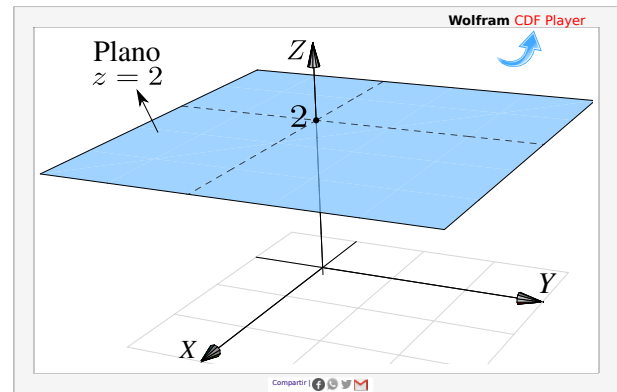 Wolfram CDF Player
Plano
z = 2
Z
2
Y
X
Compartir |